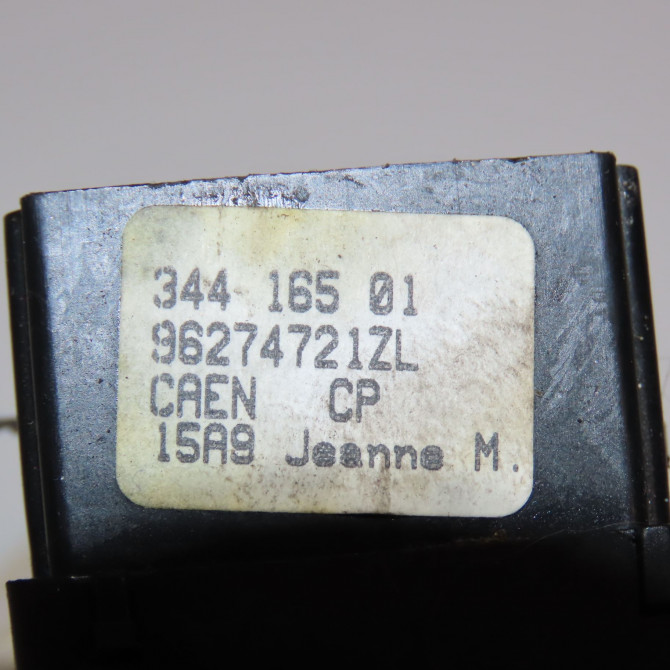 344 165 01
96274721ZL
CAEN CP
15A9 Jeanne M.